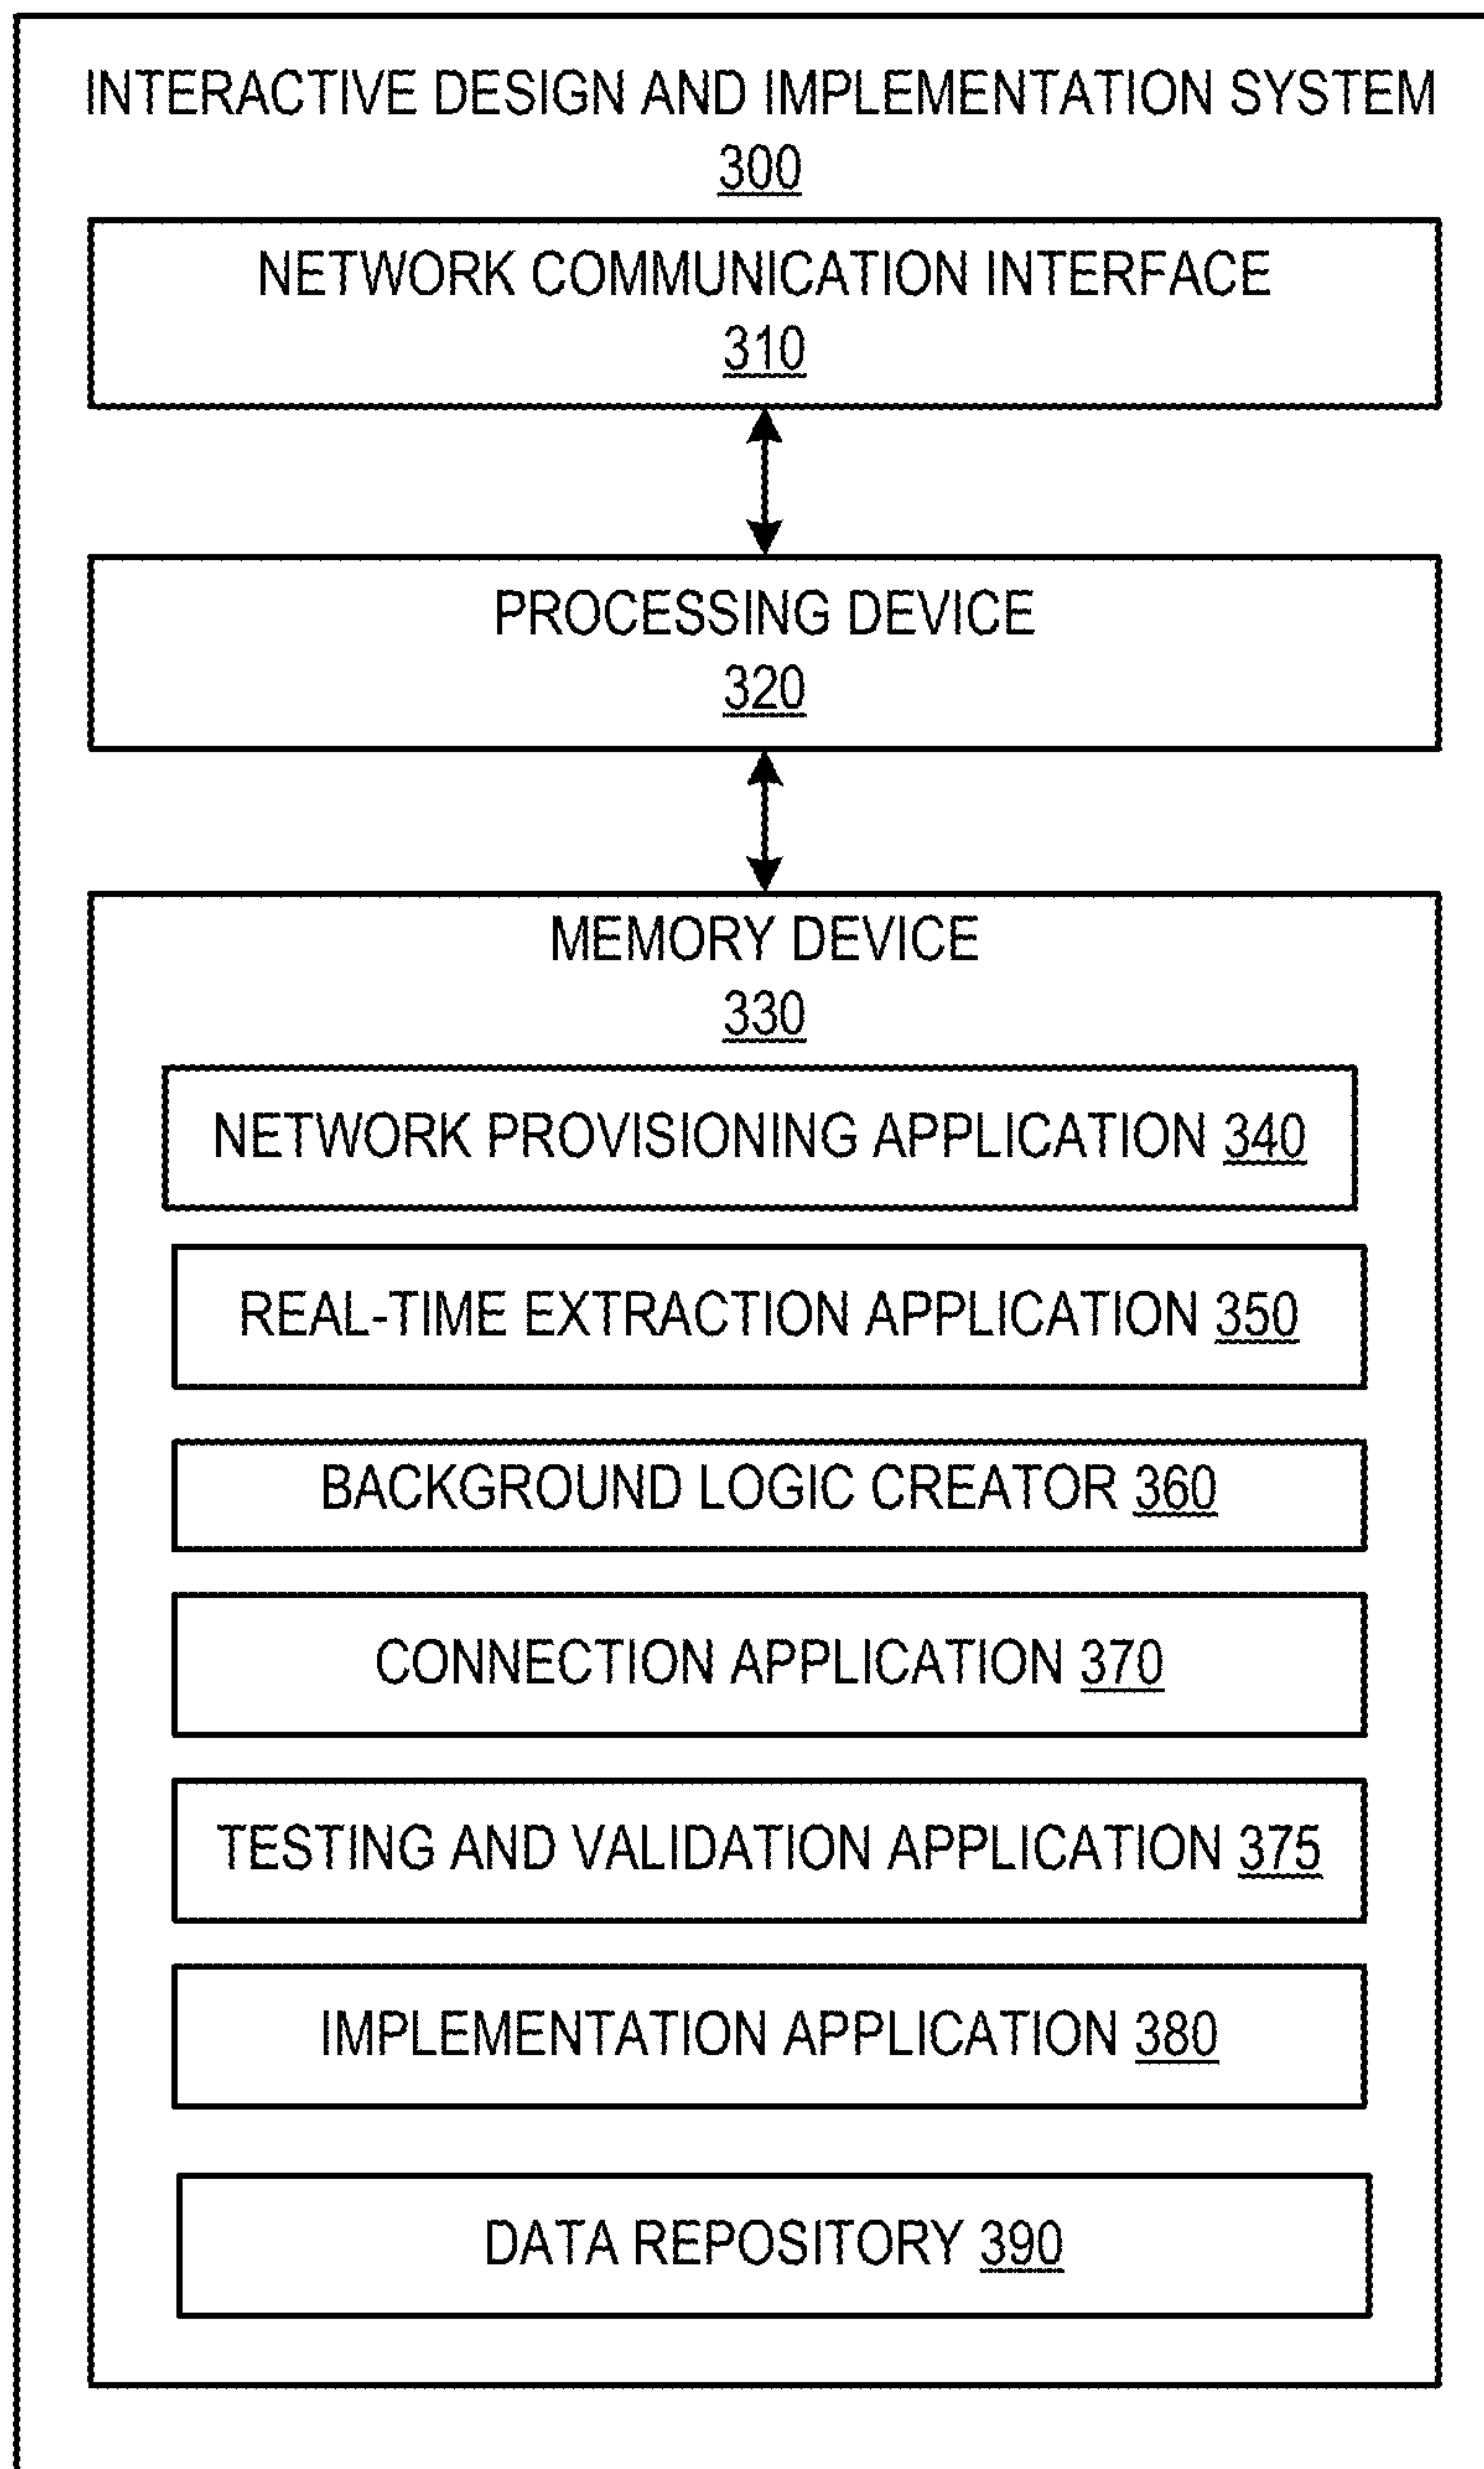 INTERACTIVE DESIGN AND IMPLEMENTATION SYSTEM
300
NETWORK COMMUNICATION INTERFACE
310
PROCESSING DEVICE
320
MEMORY DEVICE
330
NETWORK PROVISIONING APPLICATION 340
REAL-TIME EXTRACTION APPLICATION 350
BACKGROUND LOGIC CREATOR 360
CONNECTION APPLICATION 370
TESTING AND VALIDATION APPLICATION 375
IMPLEMENTATION APPLICATION 380
DATA REPOSITORY 390